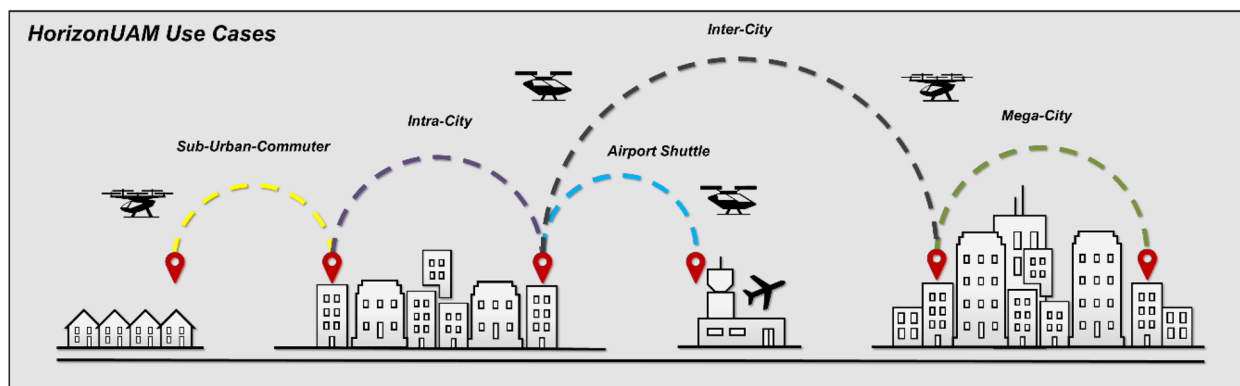 HorizonUAM Use Cases
Inter-City
Intra-City
Mega-City
Sub-Urban-Commuter
Airport Shuttle